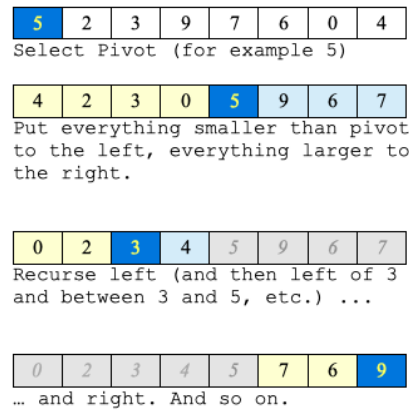 5 2 3 9 7 6 0 4
Select Pivot (for example 5)
4 2 3 0 5 9 6 7
Put everything smaller than pivot
to the left, everything larger to
the right.
0 2 3 4 5 9 6 7
Recurse left (and then left of 3
and between 3 and 5, etc.) ...
0 2 3 4 5 7 6 9
… and right. And so on.